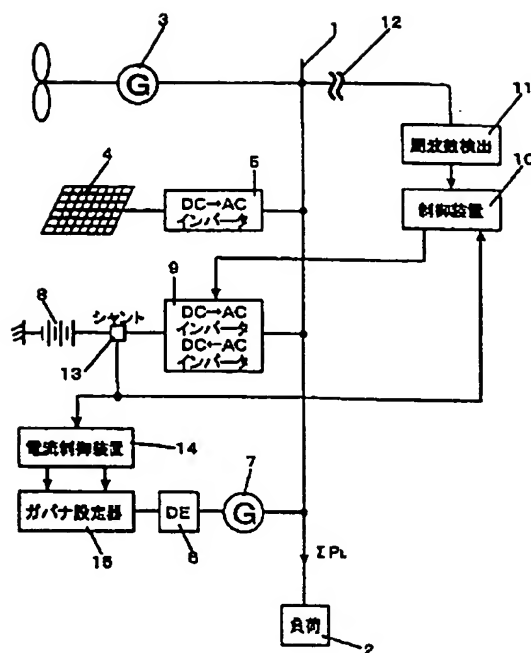 1
3
12
G
11
周波数検出
10
4
5
DC→AC
インバータ
制御装置
9
8
シャント
DC→AC
インバータ
DC←AC
インバータ
13
電流制御装置
14
7
ガバナ設定器
DE
G
15
6
ΣPL
負荷
2